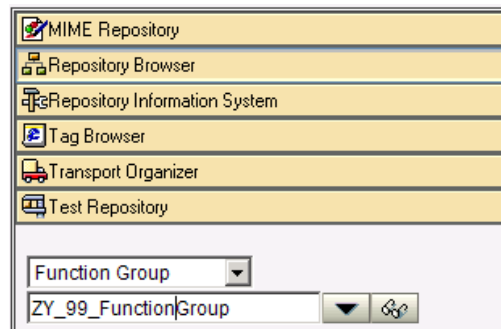 MIME Repository
Repository Browser
Repository Information System
Tag Browser
Transport Organizer
Test Repository
Function Group
ZY_99_FunctionGroup